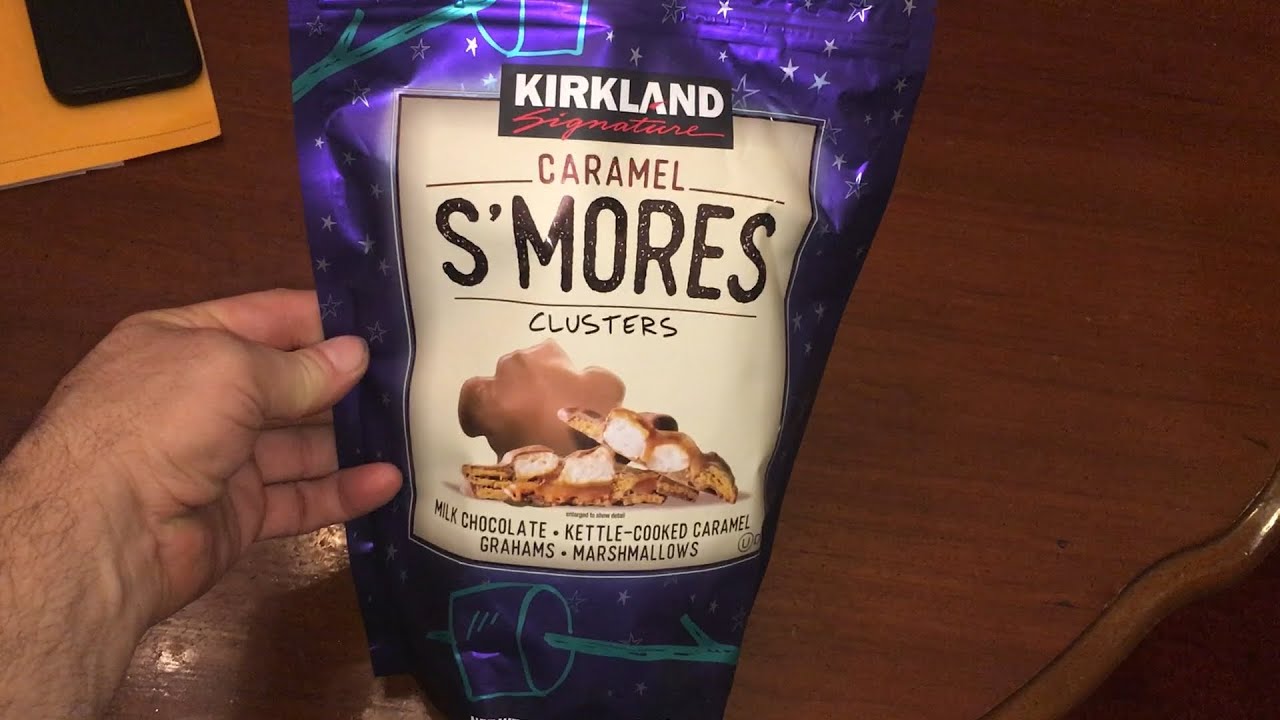 KIRKLAND
Signature
CARAMEL
S'MORES
CLUSTERS
enlarged to show detail
MILK CHOCOLATE • KETTLE-COOKED CARAMEL
GRAHAMS • MARSHMALLOWS
U D